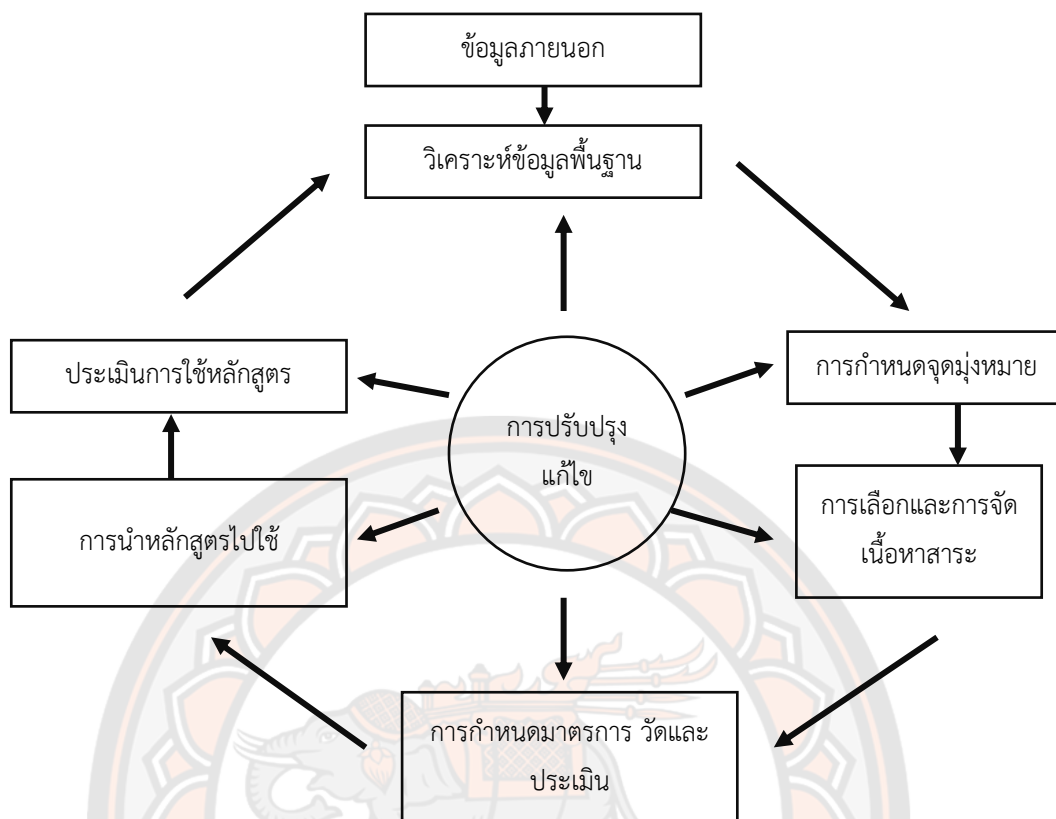 ข้อมูลภายนอก
วิเคราะห์ข้อมูลพื้นฐาน
ประเมินการใช้หลักสูตร
การกำหนดจุดมุ่งหมาย
การปรับปรุง
แก้ไข
การนำหลักสูตรไปใช้
การเลือกและการจัด
เนื้อหาสาระ
การกำหนดมาตรการ วัดและ
ประเมิน